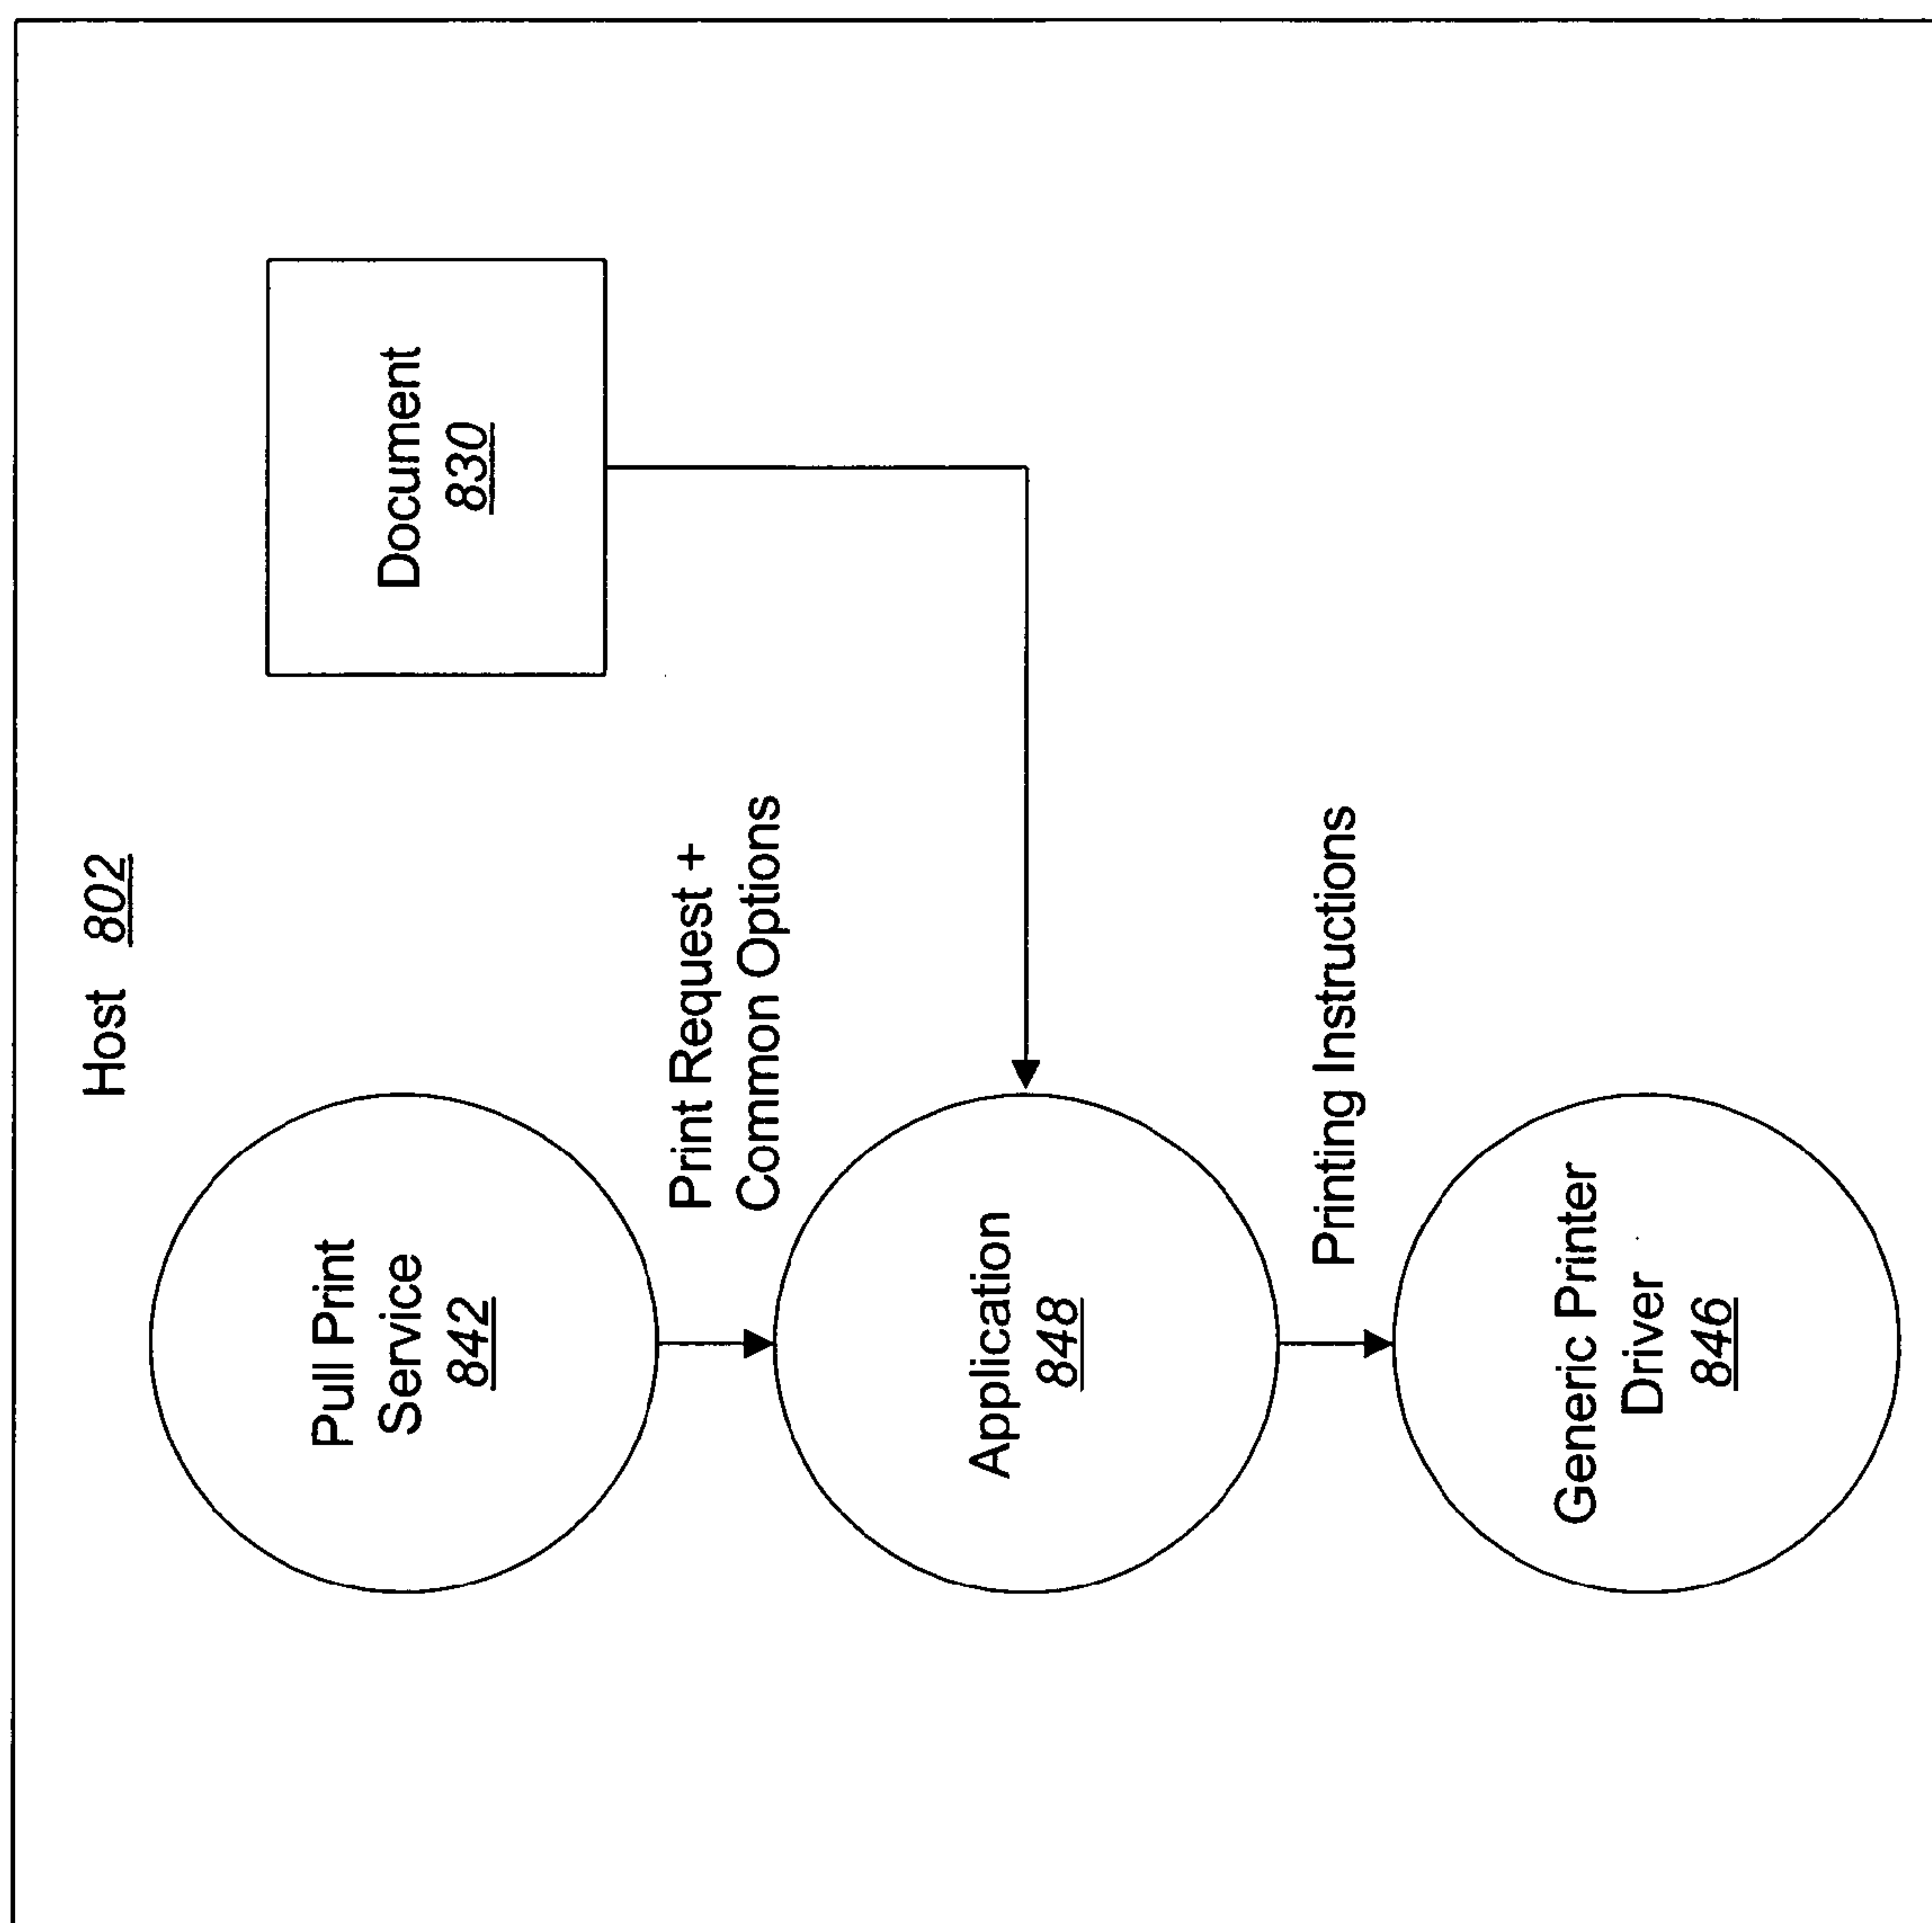 Host 802
Pull Print
Service
842
Document
830
Print Request +
Common Options
Application
848
Printing Instructions
Generic Printer
Driver
846